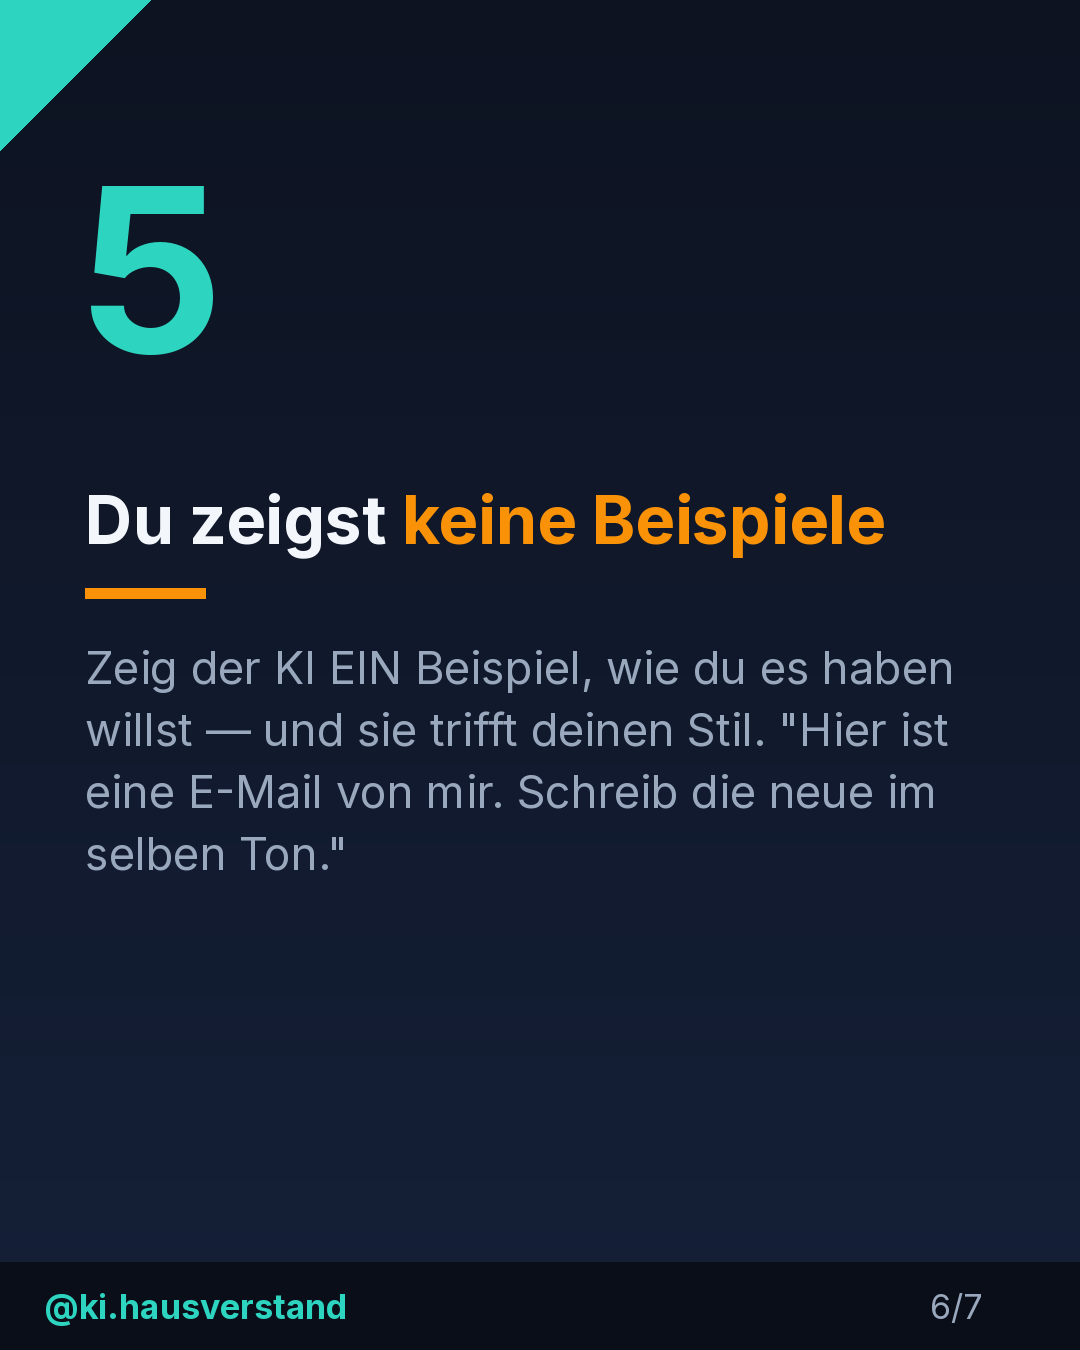 5
Du zeigst keine Beispiele
Zeig der KI EIN Beispiel, wie du es haben
willst — und sie trifft deinen Stil. "Hier ist
eine E-Mail von mir. Schreib die neue im
selben Ton."
@ki.hausverstand
6/7